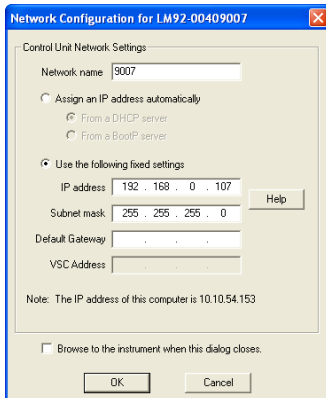 Network Configuration for LM92-00409007
Control Unit Network Settings
Network name 9007
Assign an IP address automatically
From a DHCP server
From a BootP server
Use the following fixed settings
IP address 192 . 168 . 0 . 107
Help
Subnet mask 255 . 255 . 255 . 0
Default Gateway . . .
VSC Address . . .
Note: The IP address of this computer is 10.10.54.153
Browse to the instrument when this dialog closes.
OK Cancel